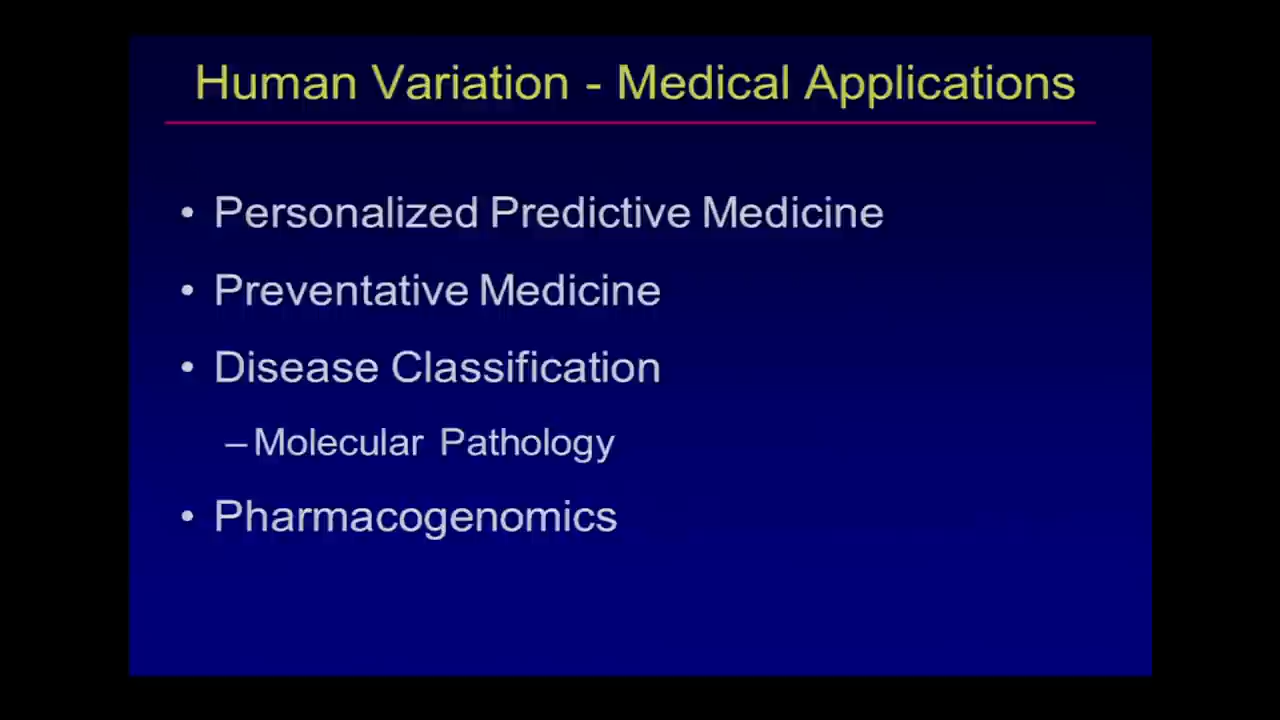 Human Variation - Medical Applications
• Personalized Predictive Medicine
• Preventative Medicine
• Disease Classification
– Molecular Pathology
• Pharmacogenomics